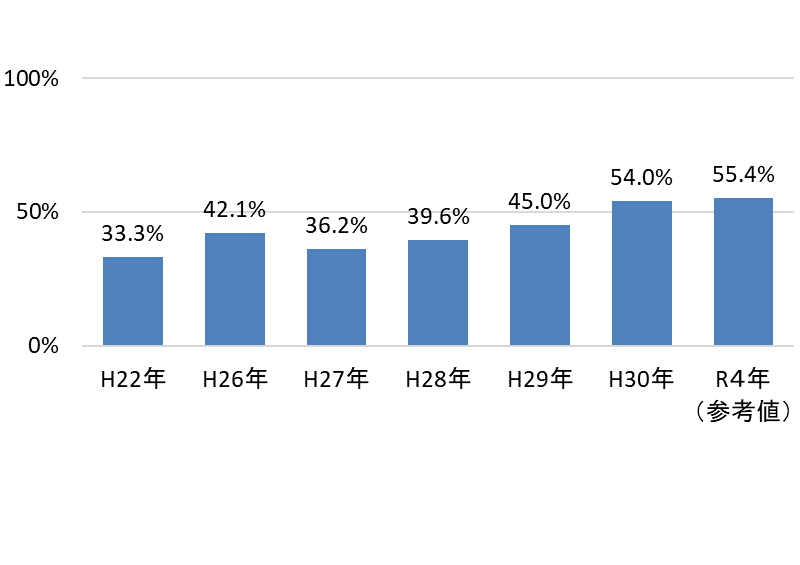 100%
50%
0%
33.3%
42.1%
36.2%
39.6%
45.0%
54.0%
55.4%
H22年
H26年
H27年
H28年
H29年
H30年
R４年
（参考値）